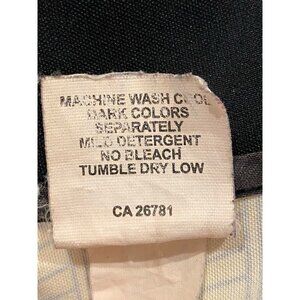 MACHINE WASH COOL
DARK COLORS
SEPARATELY
MILD DETERGENT
NO BLEACH
TUMBLE DRY LOW
CA 26781